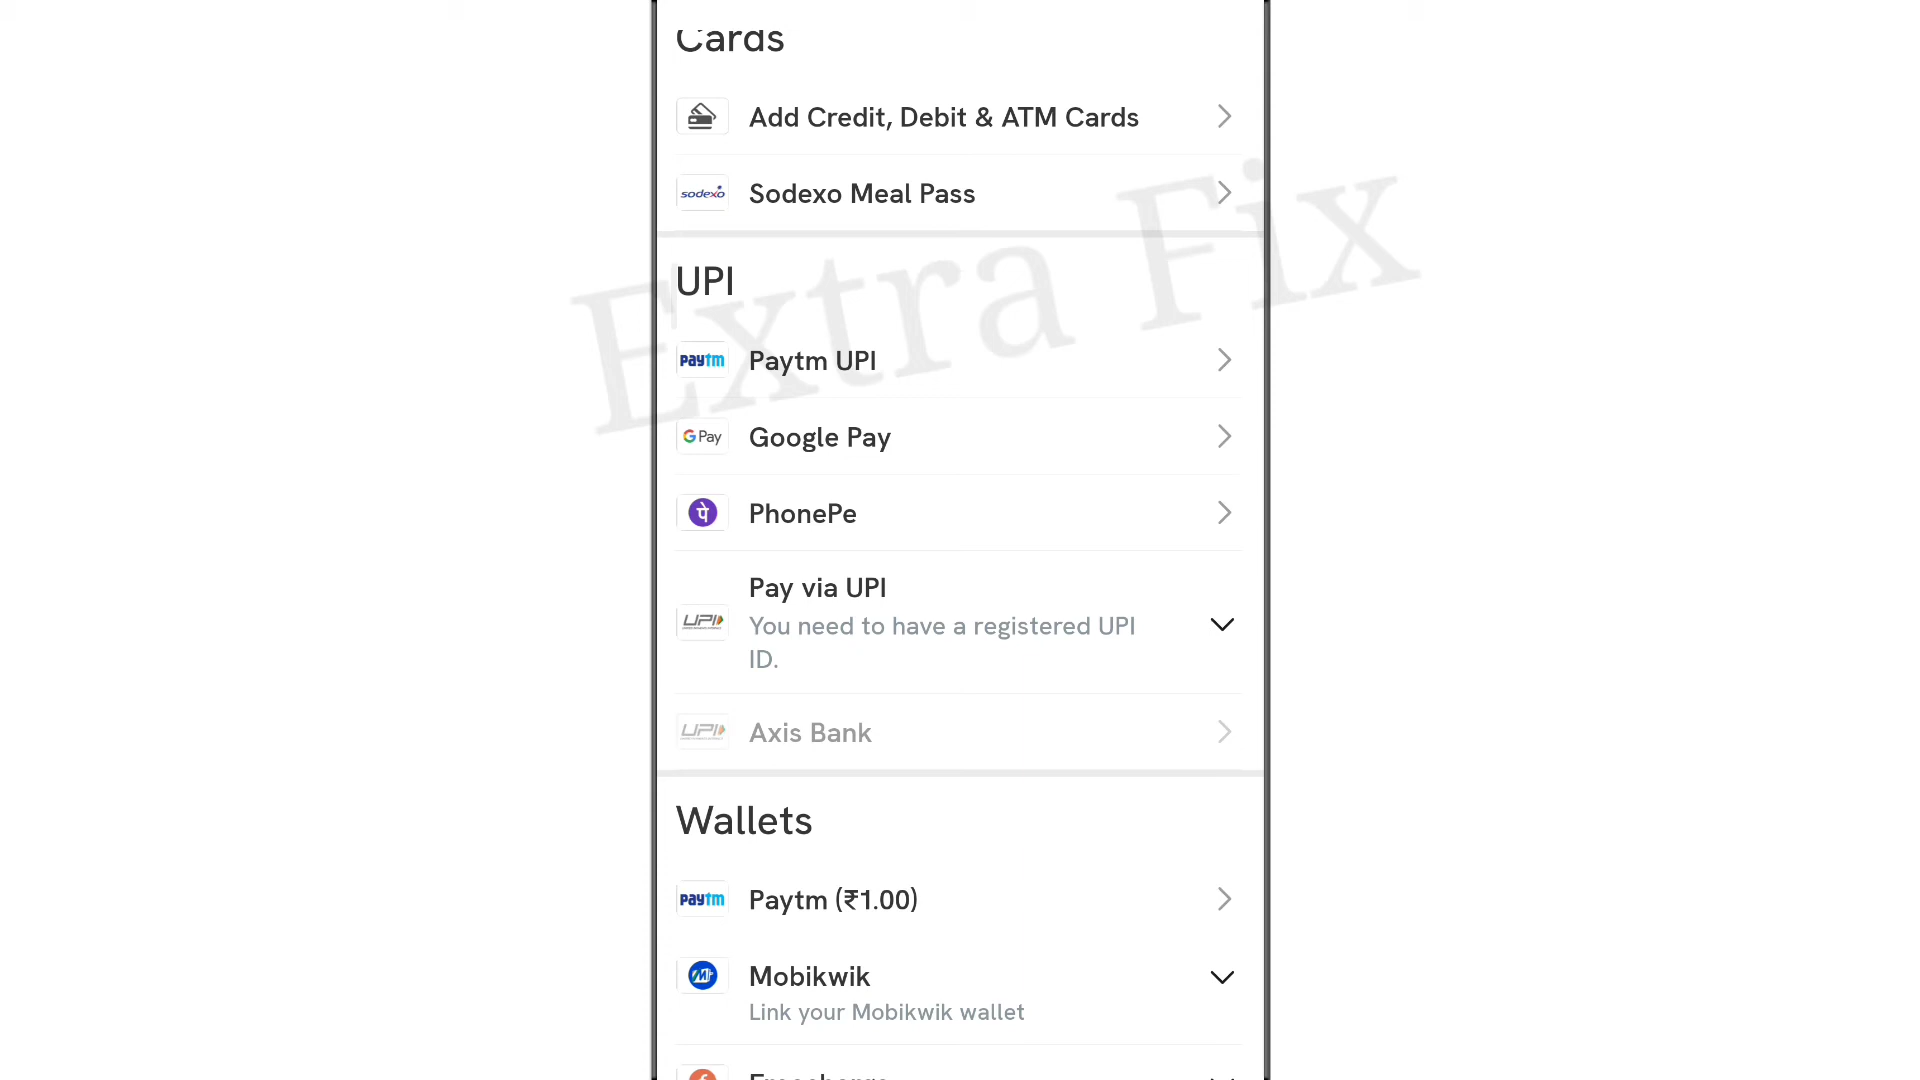 Cards
Add Credit, Debit & ATM Cards
sodexo
Sodexo Meal Pass
UPI
Extra Fix
paytm
Paytm UPI
G Pay
Google Pay
पे
PhonePe
Pay via UPI
UPI
You need to have a registered UPI
ID.
UPI
Axis Bank
Wallets
paytm
Paytm (₹1.00)
Mobikwik
Link your Mobikwik wallet